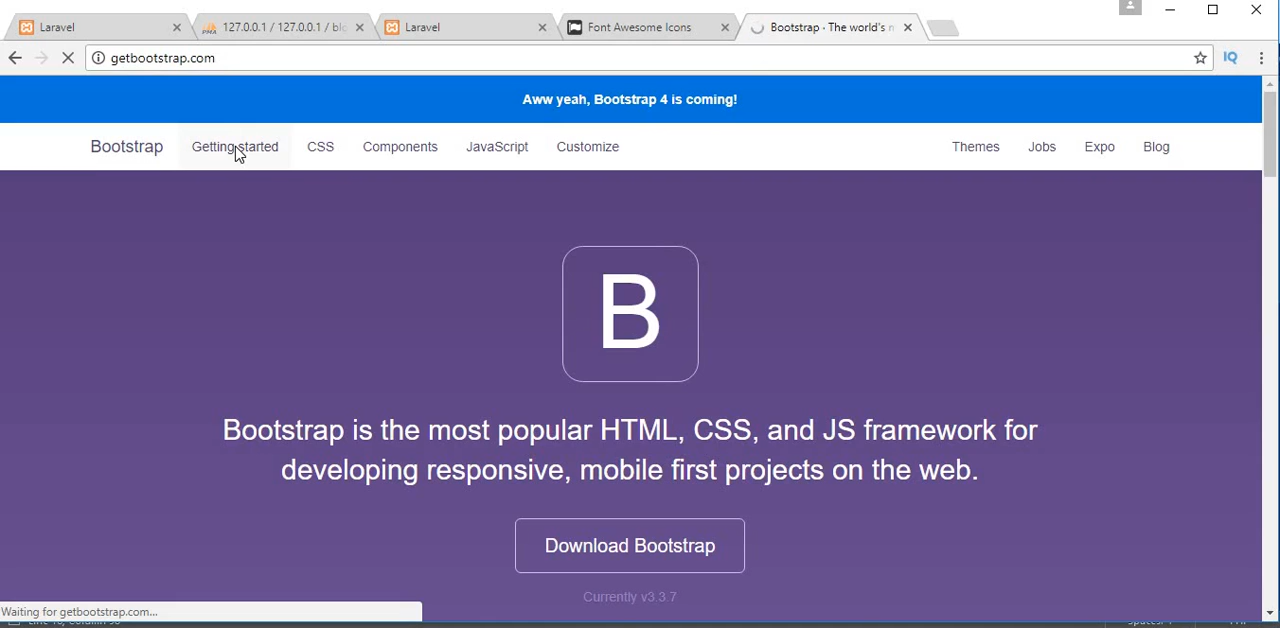 Laravel
127.0.0.1 / 127.0.0.1 / blo
Laravel
Font Awesome Icons
Bootstrap · The world's m
getbootstrap.com
IQ
Aww yeah, Bootstrap 4 is coming!
Bootstrap Getting started CSS Components JavaScript Customize Themes Jobs Expo Blog
B
Bootstrap is the most popular HTML, CSS, and JS framework for
developing responsive, mobile first projects on the web.
Download Bootstrap
Currently v3.3.7
Waiting for getbootstrap.com...